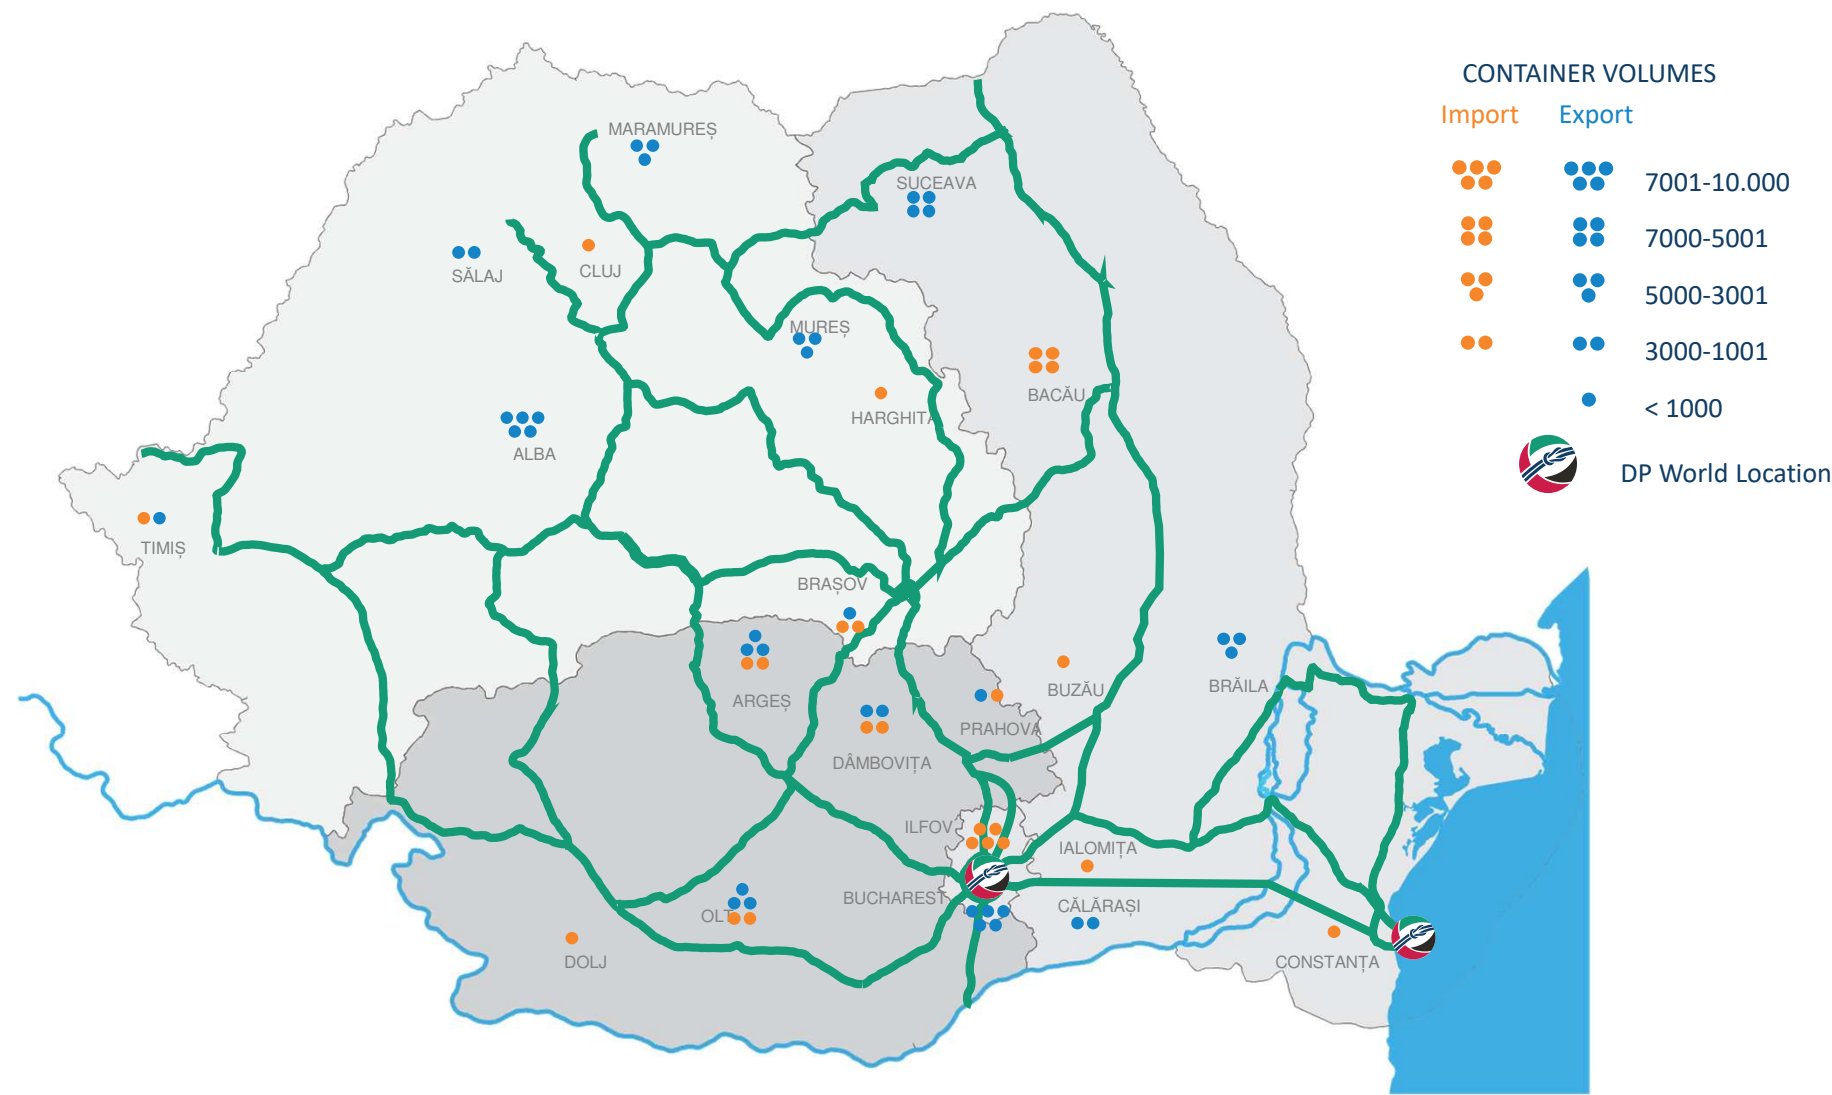 CONTAINER VOLUMES
Import Export
7001-10.000
7000-5001
5000-3001
3000-1001
< 1000
DP World Location
MARAMUREȘ
SUCEAVA
SĂLAJ
CLUJ
MUREȘ
BACĂU
HARGHITA
ALBA
TIMIȘ
BRAȘOV
ARGEȘ
BUZĂU
BRĂILA
PRAHOVA
DÂMBOVIȚA
ILFOV
IALOMIȚA
BUCHAREST
CĂLĂRAȘI
OLT
DOLJ
CONSTANȚA